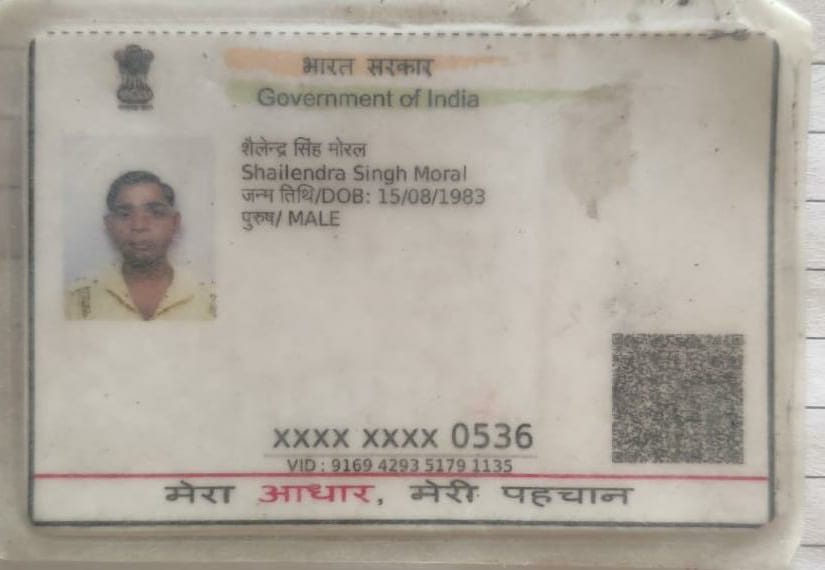 भारत सरकार
Government of India
शैलेन्द्र सिंह मोरल
Shailendra Singh Moral
जन्म तिथि/DOB: 15/08/1983
पुरुष/ MALE
xxxx xxxx 0536
VID : 9169 4293 5179 1135
मेरा आधार, मेरी पहचान